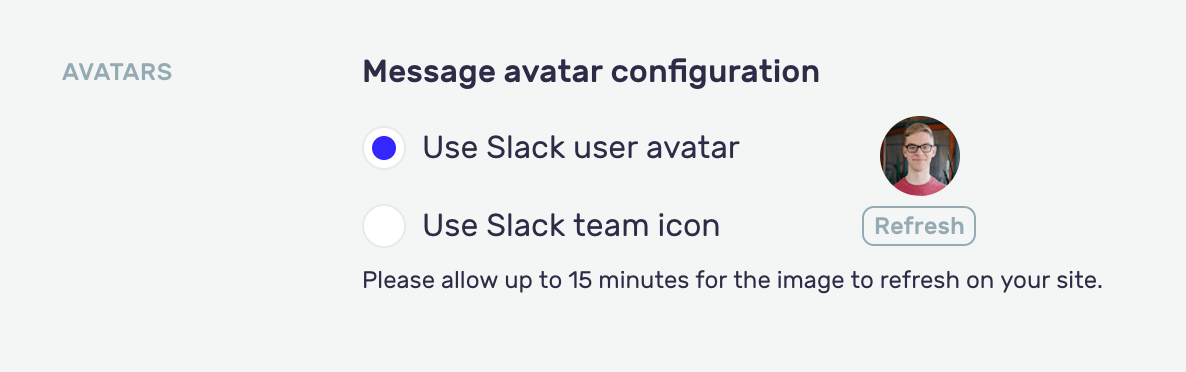 AVATARS
Message avatar configuration
Use Slack user avatar
Use Slack team icon
Refresh
Please allow up to 15 minutes for the image to refresh on your site.